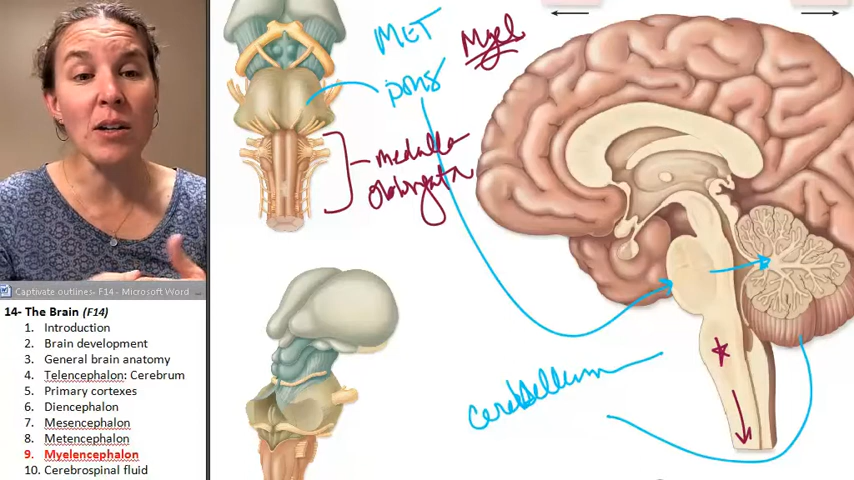 MET
Myel
pons
medulla
oblongata
cerebellum
Captivate outlines- F14 - Microsoft Word
14- The Brain (F14)
1. Introduction
2. Brain development
3. General brain anatomy
4. Telencephalon: Cerebrum
5. Primary cortexes
6. Diencephalon
7. Mesencephalon
8. Metencephalon
9. Myelencephalon
10. Cerebrospinal fluid